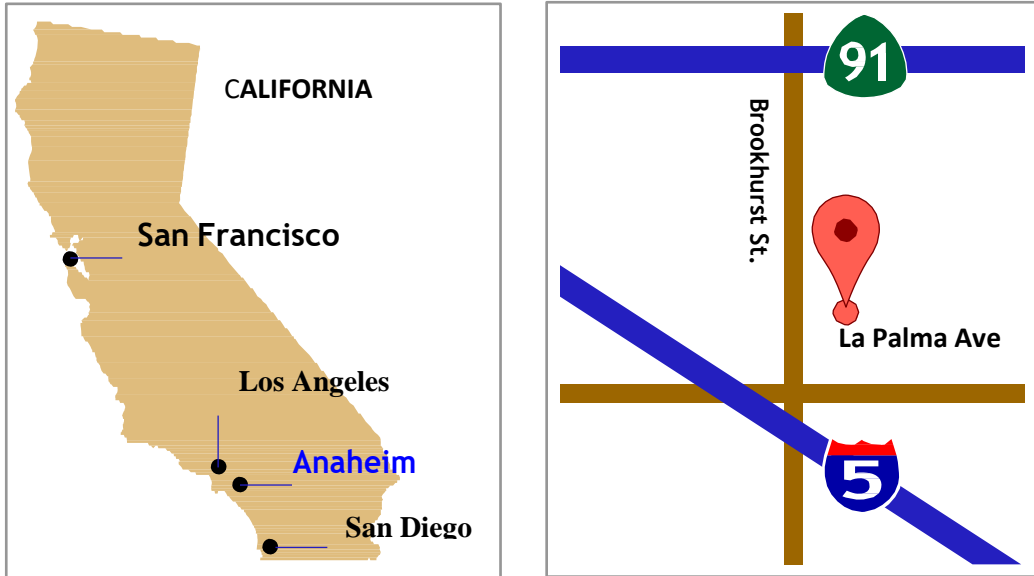 CALIFORNIA
San Francisco
Los Angeles
Anaheim
San Diego
91
Brookhurst St.
La Palma Ave
5